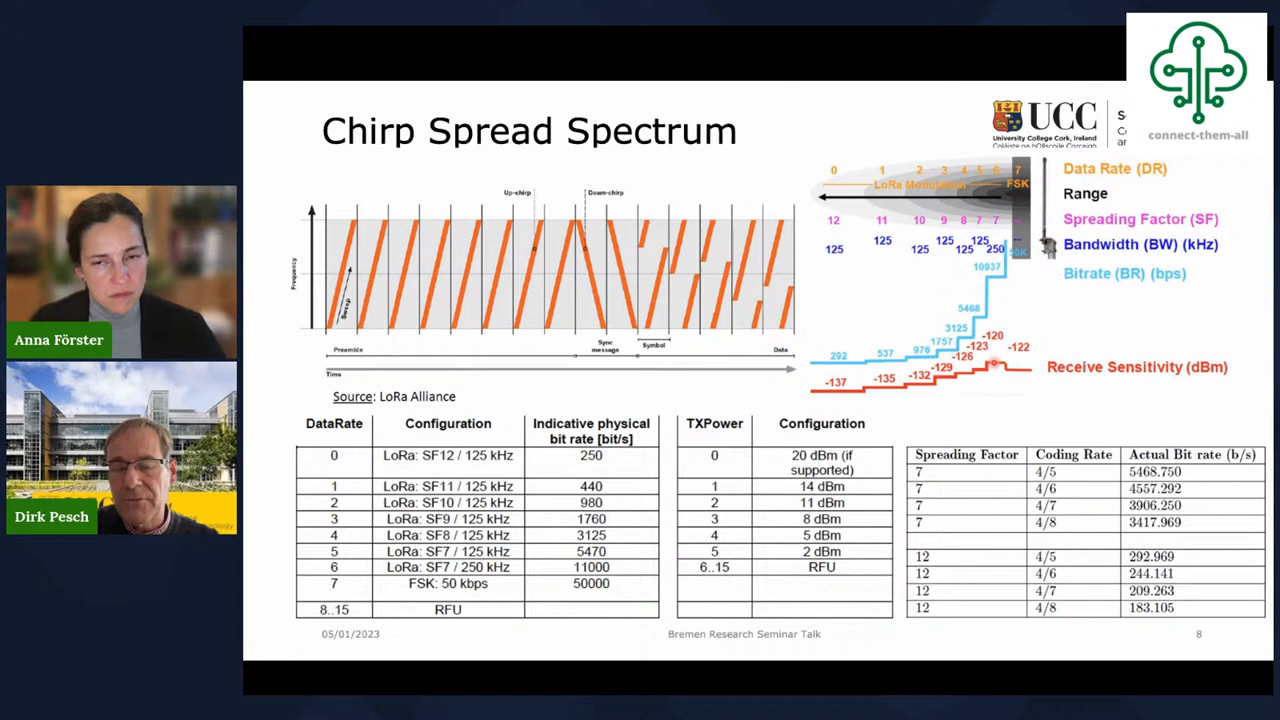 Chirp Spread Spectrum
UCC
University College Cork, Ireland
Coláiste na hOllscoile Corcaigh
connect-them-all
Anna Förster
Dirk Pesch
Up-chirp
Down-chirp
Frequency
Sweep
Preamble
Sync message
Symbol
Data
Time
0 1 2 3 4 5 6 7
LoRa Modulation
FSK
12 11 10 9 8 7 7
125 125 125 125 125 125 250
292 537 976 1757 3125 5468 10937
-137 -135 -132 -129 -126 -123 -120 -122
Data Rate (DR)
Range
Spreading Factor (SF)
Bandwidth (BW) (kHz)
Bitrate (BR) (bps)
Receive Sensitivity (dBm)
Source: LoRa Alliance
DataRate Configuration Indicative physical bit rate [bit/s]
0 LoRa: SF12 / 125 kHz 250
1 LoRa: SF11 / 125 kHz 440
2 LoRa: SF10 / 125 kHz 980
3 LoRa: SF9 / 125 kHz 1760
4 LoRa: SF8 / 125 kHz 3125
5 LoRa: SF7 / 125 kHz 5470
6 LoRa: SF7 / 250 kHz 11000
7 FSK: 50 kbps 50000
8..15 RFU
TXPower Configuration
0 20 dBm (if supported)
1 14 dBm
2 11 dBm
3 8 dBm
4 5 dBm
5 2 dBm
6..15 RFU
Spreading Factor Coding Rate Actual Bit rate (b/s)
7 4/5 5468.750
7 4/6 4557.292
7 4/7 3906.250
7 4/8 3417.969
12 4/5 292.969
12 4/6 244.141
12 4/7 209.263
12 4/8 183.105
05/01/2023
Bremen Research Seminar Talk
8